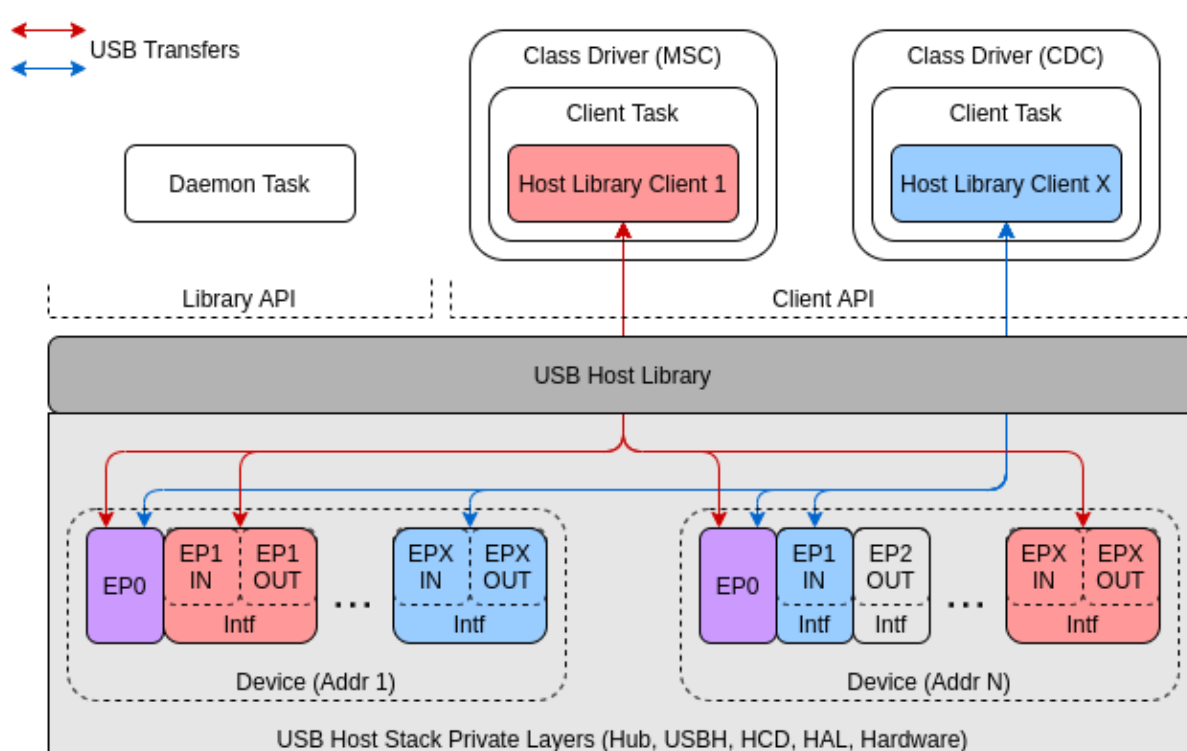 USB Transfers
Class Driver (MSC)
Class Driver (CDC)
Client Task
Client Task
Daemon Task
Host Library Client 1
Host Library Client X
Library API
Client API
USB Host Library
EP0
EP1
IN
EP1
OUT
Intf
...
EPX
IN
EPX
OUT
Intf
Device (Addr 1)
EP0
EP1
IN
Intf
EP2
OUT
Intf
...
EPX
IN
EPX
OUT
Intf
Device (Addr N)
USB Host Stack Private Layers (Hub, USBH, HCD, HAL, Hardware)